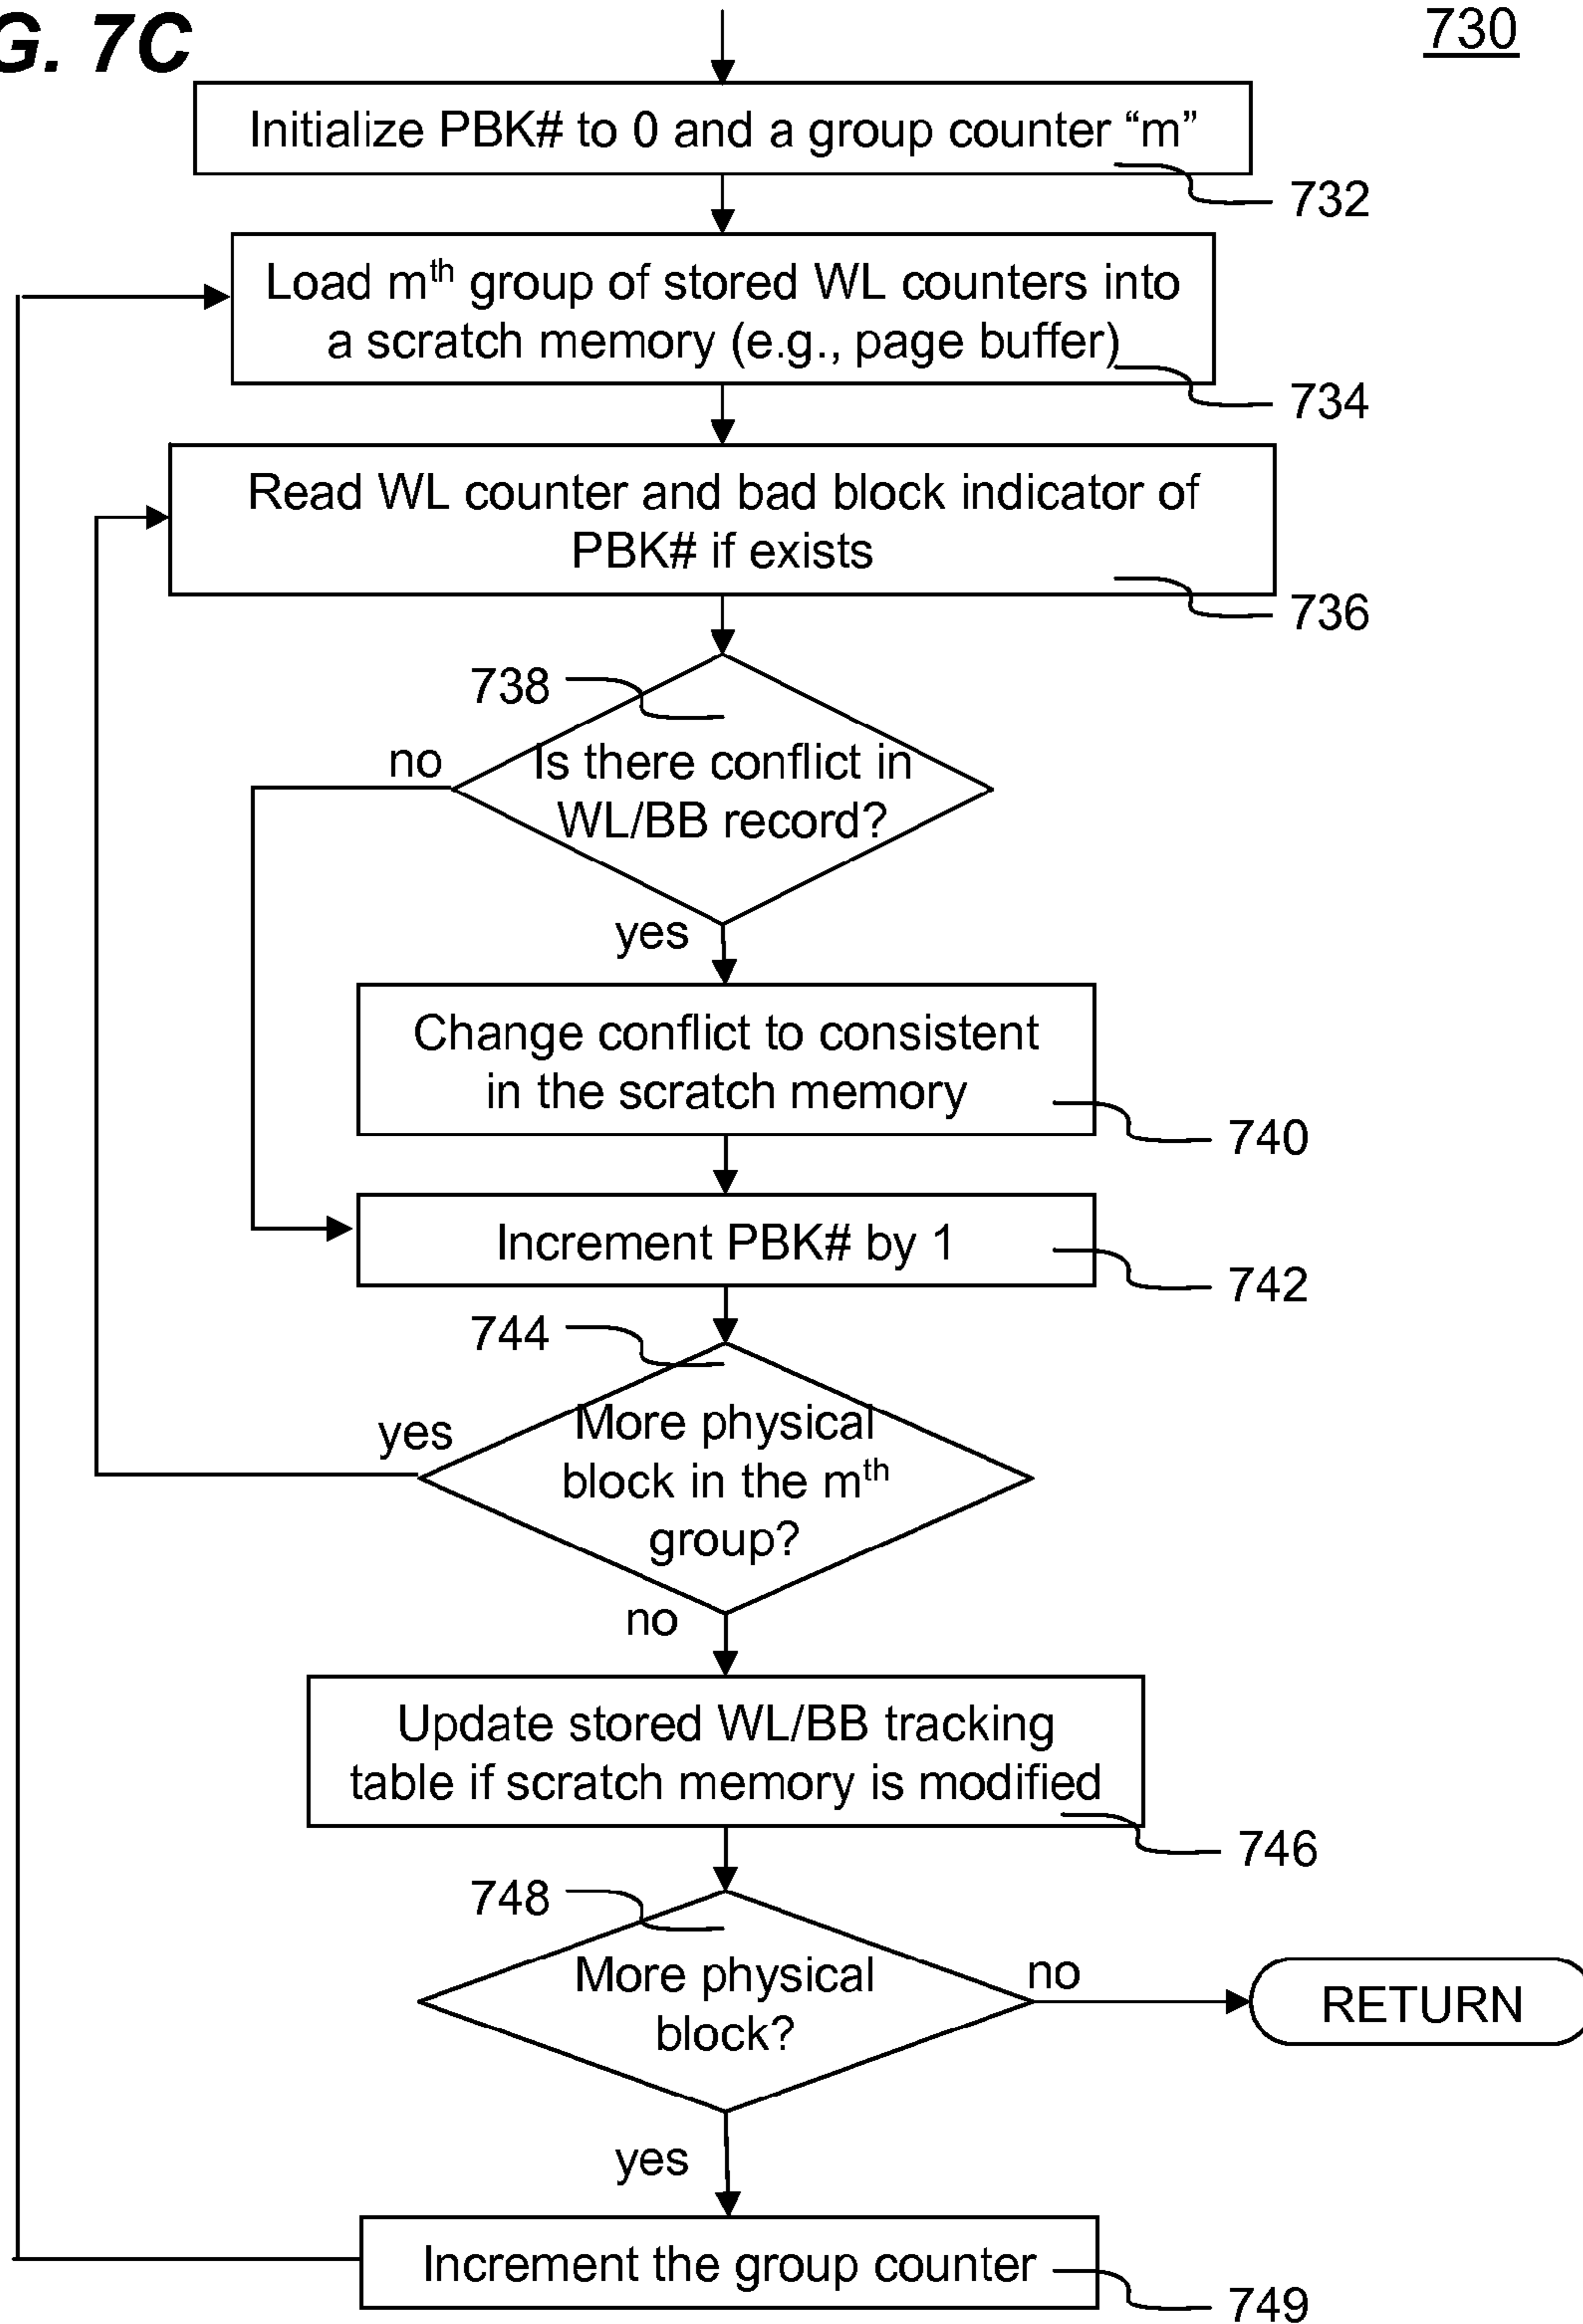 G. 7C
730
Initialize PBK# to 0 and a group counter “m”
732
Load mth group of stored WL counters into
a scratch memory (e.g., page buffer)
734
Read WL counter and bad block indicator of
PBK# if exists
736
738
no
Is there conflict in
WL/BB record?
yes
Change conflict to consistent
in the scratch memory
740
Increment PBK# by 1
742
744
yes
More physical
block in the mth
group?
no
Update stored WL/BB tracking
table if scratch memory is modified
746
748
More physical
block?
no
RETURN
yes
Increment the group counter
749